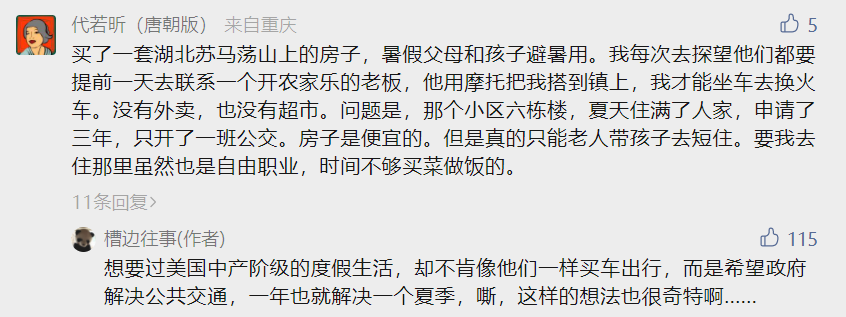 代若昕（唐朝版） 来自重庆 5
买了一套湖北苏马荡山上的房子，暑假父母和孩子避暑用。我每次去探望他们都要
提前一天去联系一个开农家乐的老板，他用摩托把我搭到镇上，我才能坐车去换火
车。没有外卖，也没有超市。问题是，那个小区六栋楼，夏天住满了人家，申请了
三年，只开了一班公交。房子是便宜的。但是真的只能老人带孩子去短住。要我去
住那里虽然也是自由职业，时间不够买菜做饭的。
11条回复>
槽边往事(作者) 115
想要过美国中产阶级的度假生活，却不肯像他们一样买车出行，而是希望政府
解决公共交通，一年也就解决一个夏季，嘶，这样的想法也很奇特啊......